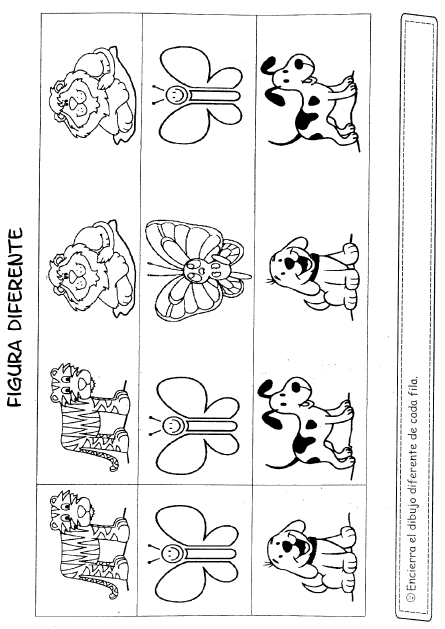 FIGURA DIFERENTE
☺ Encierra el dibujo diferente de cada fila.